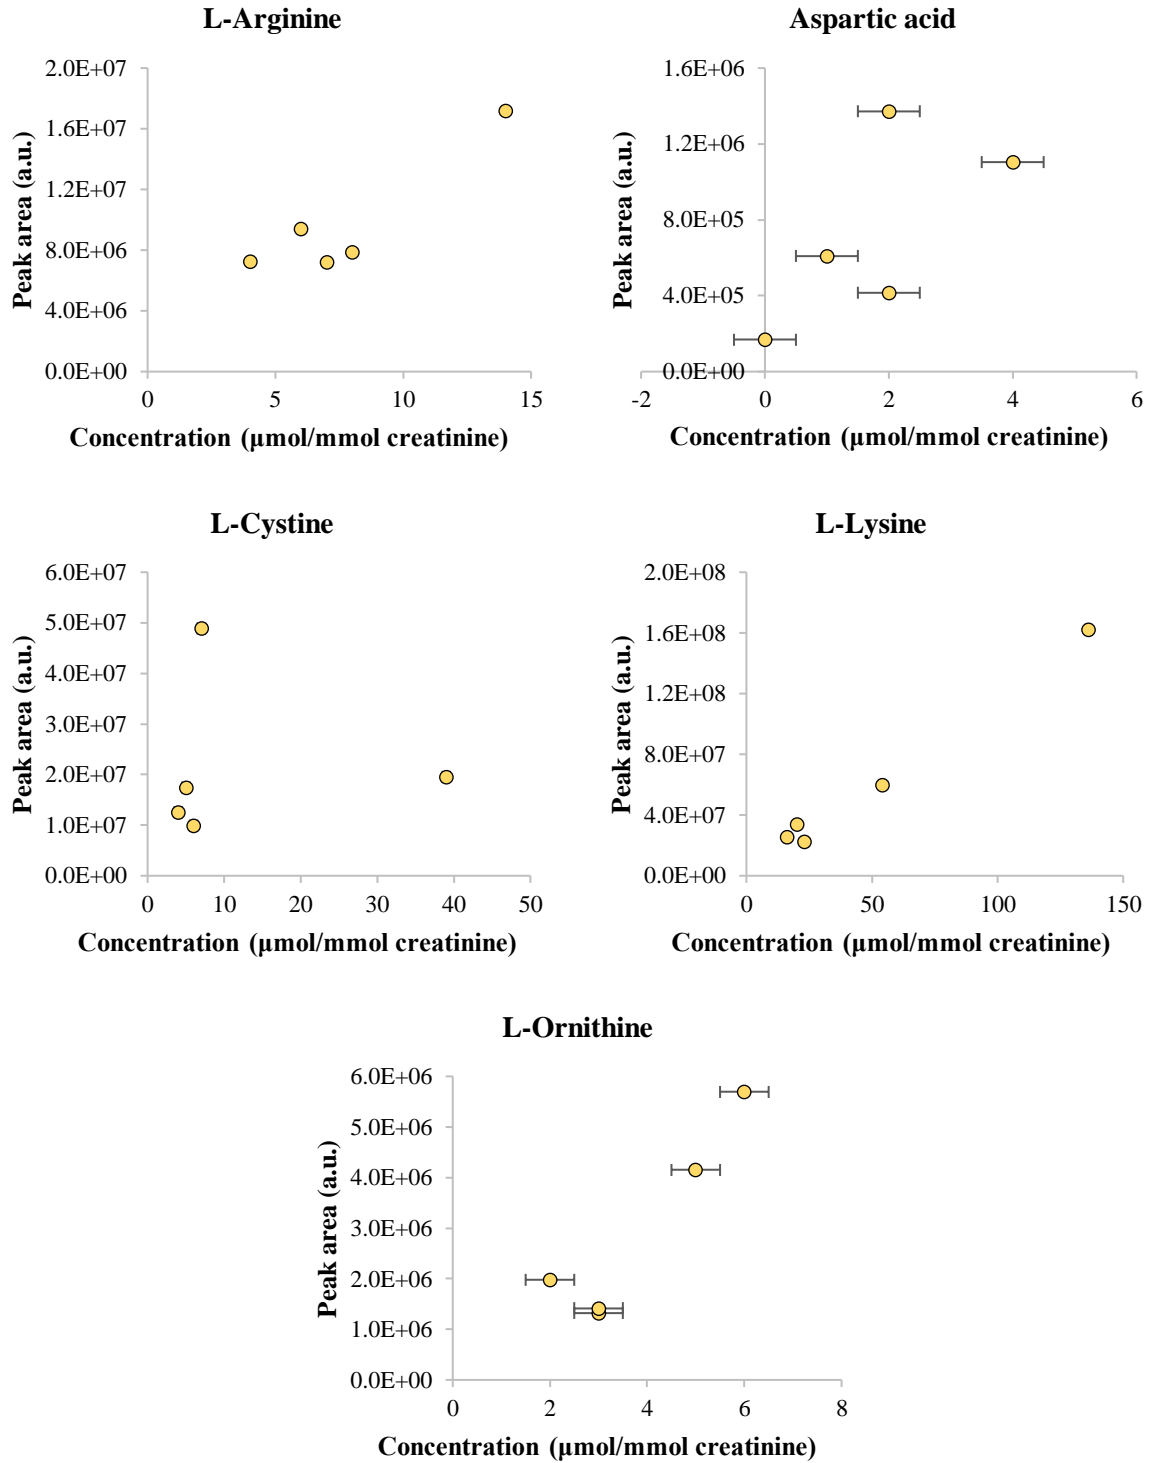 L-Arginine
2.0E+07
1.6E+07
1.2E+07
8.0E+06
4.0E+06
0.0E+00
0 5 10 15
Peak area (a.u.)
Concentration (µmol/mmol creatinine)
Aspartic acid
1.6E+06
1.2E+06
8.0E+05
4.0E+05
0.0E+00
-2 0 2 4 6
Peak area (a.u.)
Concentration (µmol/mmol creatinine)
L-Cystine
6.0E+07
5.0E+07
4.0E+07
3.0E+07
2.0E+07
1.0E+07
0.0E+00
0 10 20 30 40 50
Peak area (a.u.)
Concentration (µmol/mmol creatinine)
L-Lysine
2.0E+08
1.6E+08
1.2E+08
8.0E+07
4.0E+07
0.0E+00
0 50 100 150
Peak area (a.u.)
Concentration (µmol/mmol creatinine)
L-Ornithine
6.0E+06
5.0E+06
4.0E+06
3.0E+06
2.0E+06
1.0E+06
0.0E+00
0 2 4 6 8
Peak area (a.u.)
Concentration (µmol/mmol creatinine)